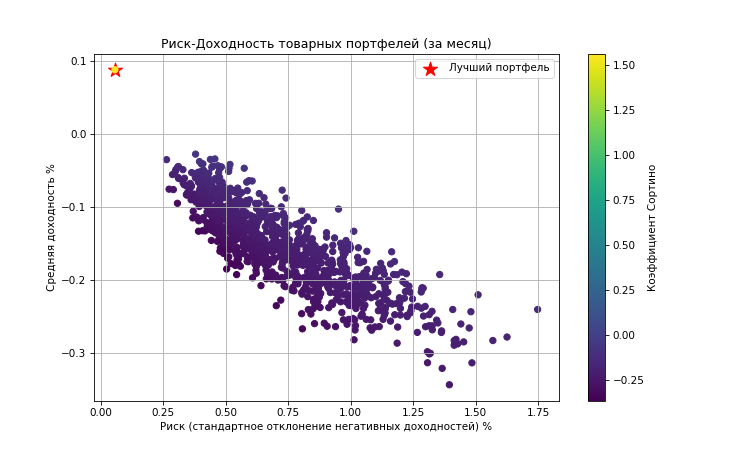 Риск-Доходность товарных портфелей (за месяц)
Лучший портфель
Средняя доходность %
0.1
0.0
−0.1
−0.2
−0.3
0.00 0.25 0.50 0.75 1.00 1.25 1.50 1.75
Риск (стандартное отклонение негативных доходностей) %
1.50
1.25
1.00
0.75
0.50
0.25
0.00
−0.25
Коэффициент Сортино